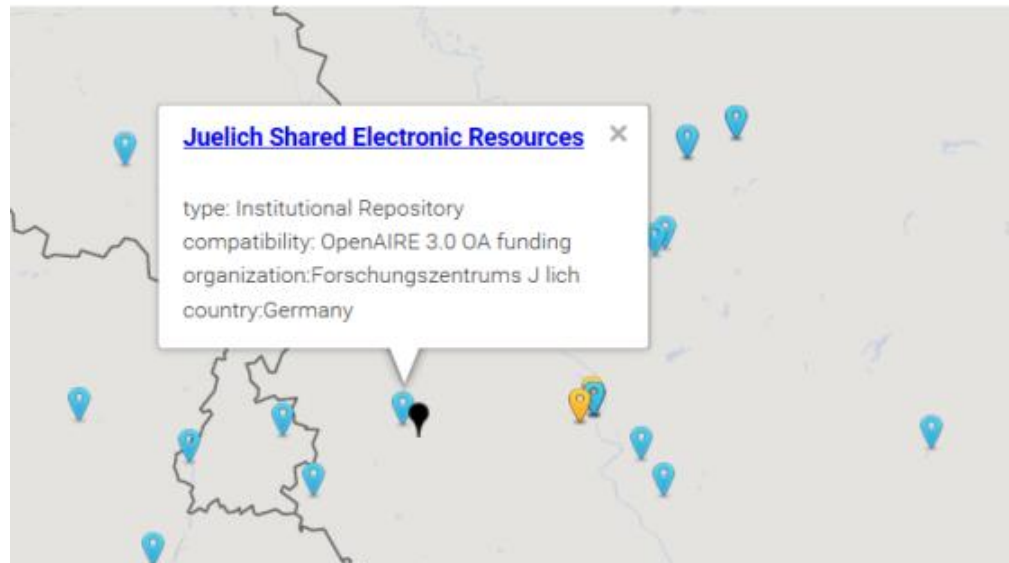 Juelich Shared Electronic Resources ×
type: Institutional Repository
compatibility: OpenAIRE 3.0 OA funding
organization:Forschungszentrums J lich
country:Germany